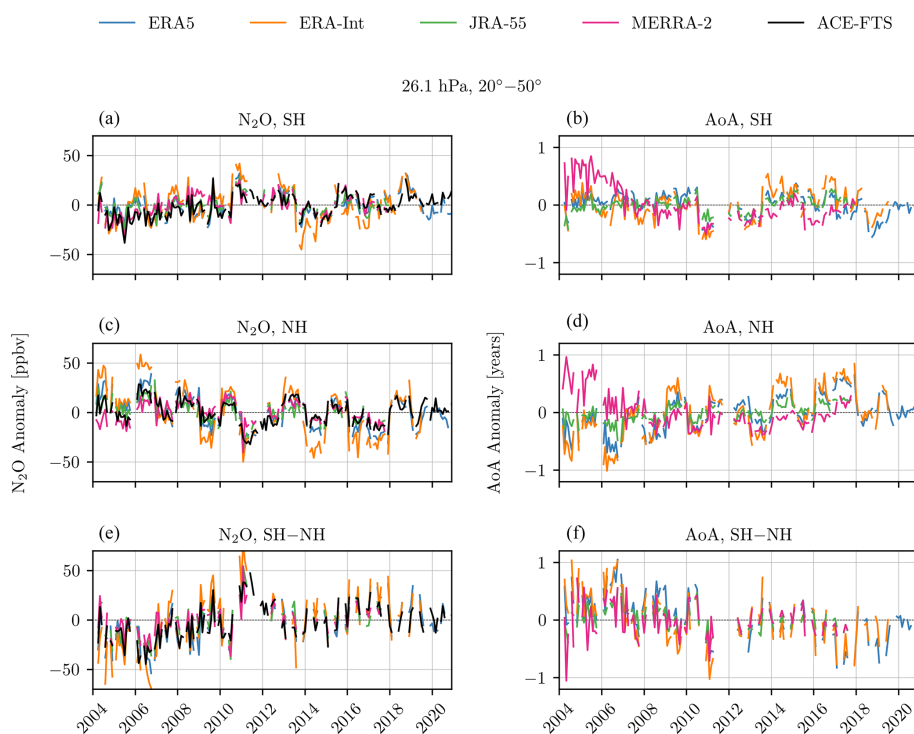 ERA5 ERA-Int JRA-55 MERRA-2 ACE-FTS
26.1 hPa, 20°−50°
(a) N₂O, SH
(b) AoA, SH
50
0
−50
1
0
−1
(c) N₂O, NH
(d) AoA, NH
50
0
−50
1
0
−1
N₂O Anomaly [ppbv]
AoA Anomaly [years]
(e) N₂O, SH−NH
(f) AoA, SH−NH
50
0
−50
1
0
−1
2004 2006 2008 2010 2012 2014 2016 2018 2020
2004 2006 2008 2010 2012 2014 2016 2018 2020